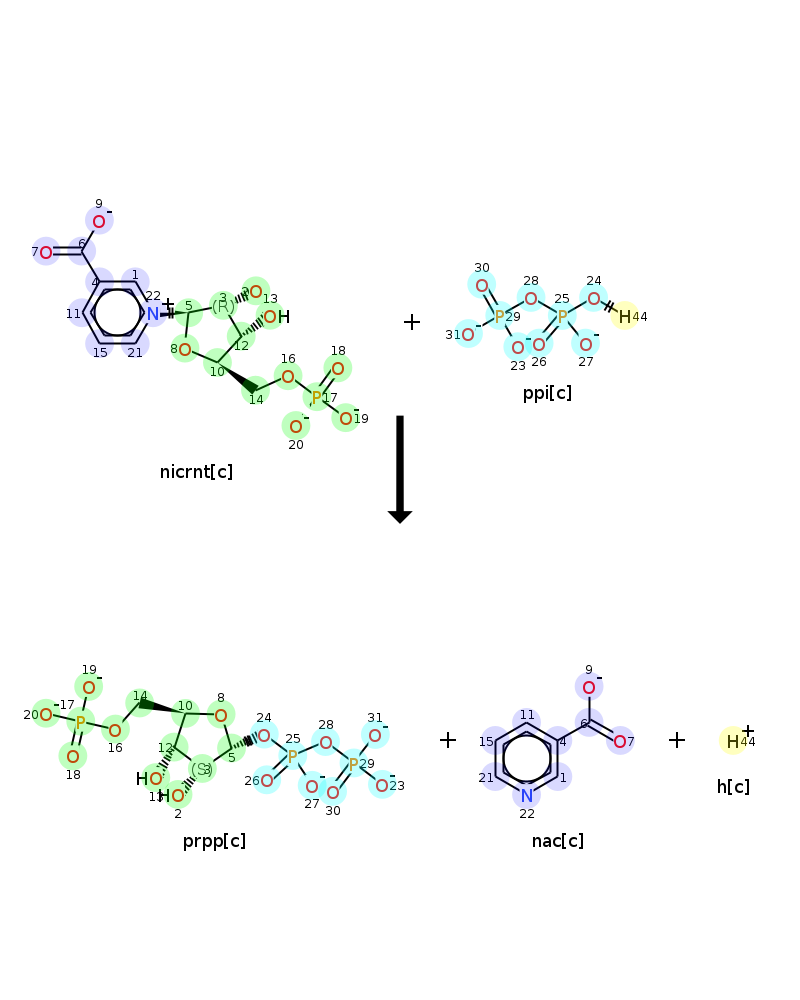 9
O-
7 O 6
4 1
22 + 5 3 (R) 2 O 13
11 N OH
15 21 8 O 10 12
16 18
O O
14 P 17
O- 19
O-
20
nicrnt[c]
+
30 28 24
O O 25 O
P 29 P H 44
31 O- O- O O-
23 26 27
ppi[c]
19
O-
14 10 8
20 O- 17 P O
O 16
O 18
12 5
(S) 3
HO 13
HO 2
24 O 25 28 31
P O O-
26 O P 29
O- O O- 23
27 30
prpp[c]
+
9
O-
11 6
15 4 O 7
21 1
N
22
nac[c]
+
H+ 44
h[c]